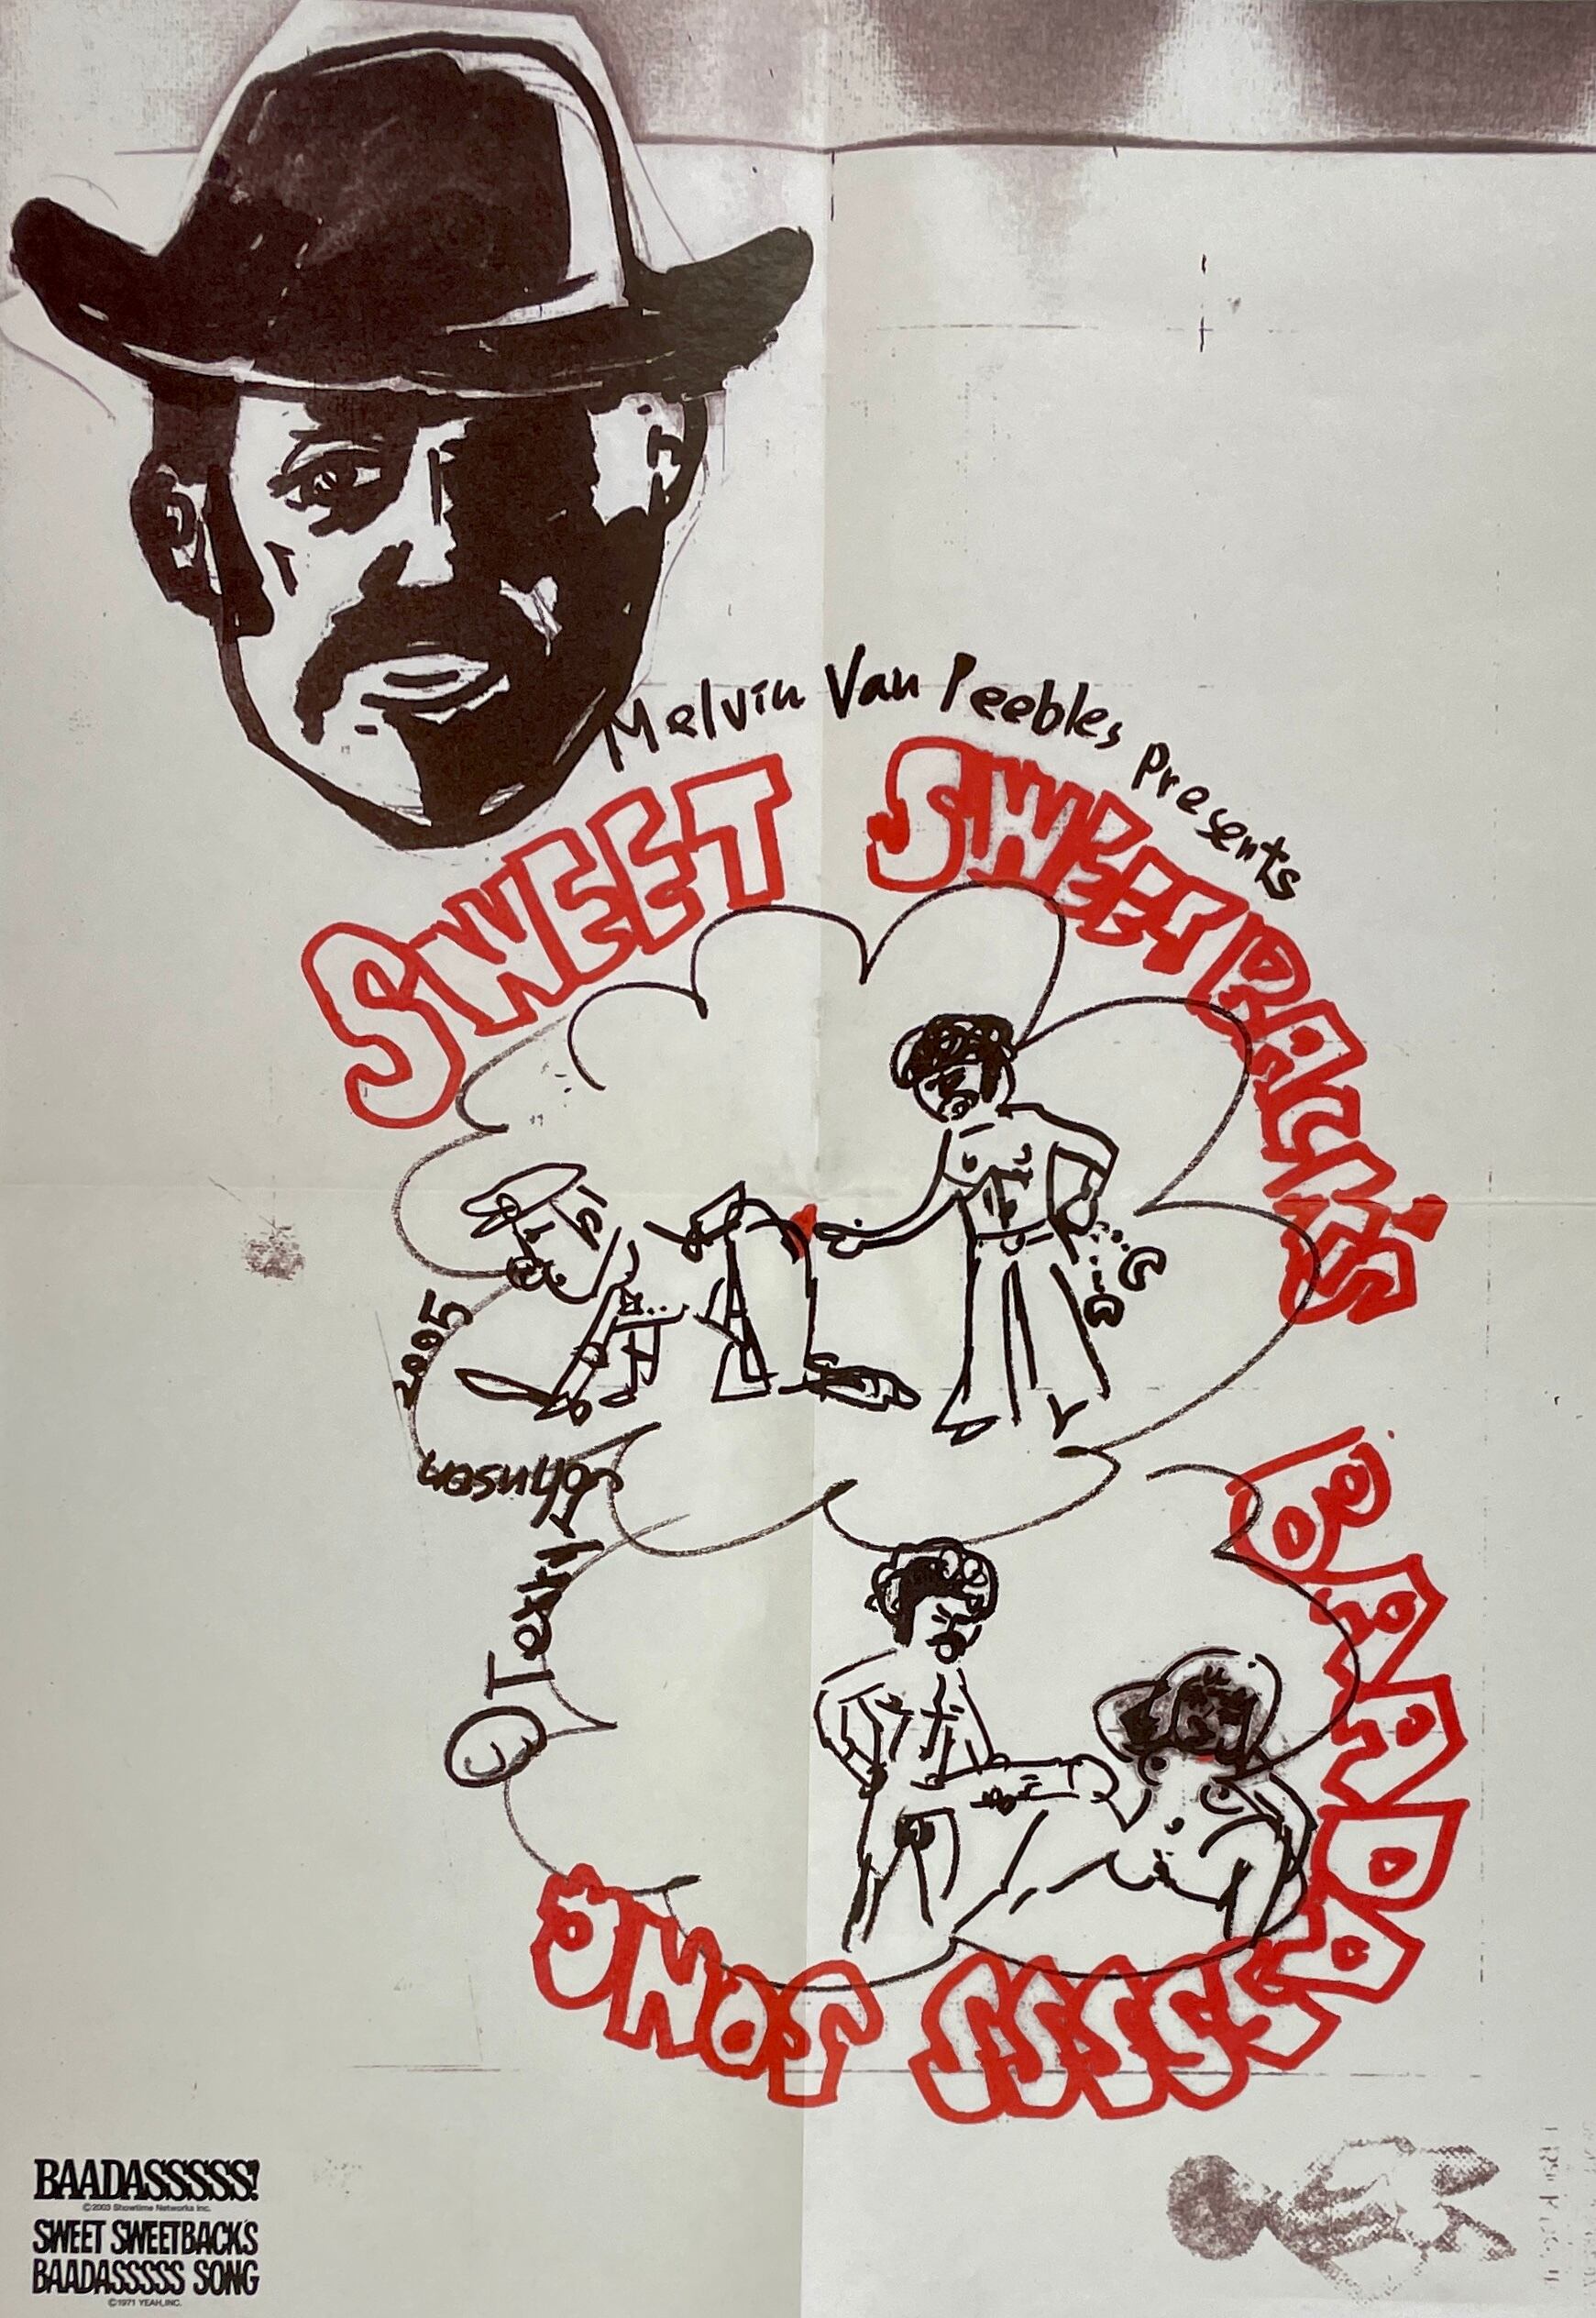 Melvin Van Peebles Presents
SWEET SWEETBACK'S
BAADASSSSS SONG
© Terry Johnson 2005
BAADASSSSS!
©2003 Showtime Networks Inc.
SWEET SWEETBACK'S
BAADASSSSS SONG
©1971 YEAH, INC.